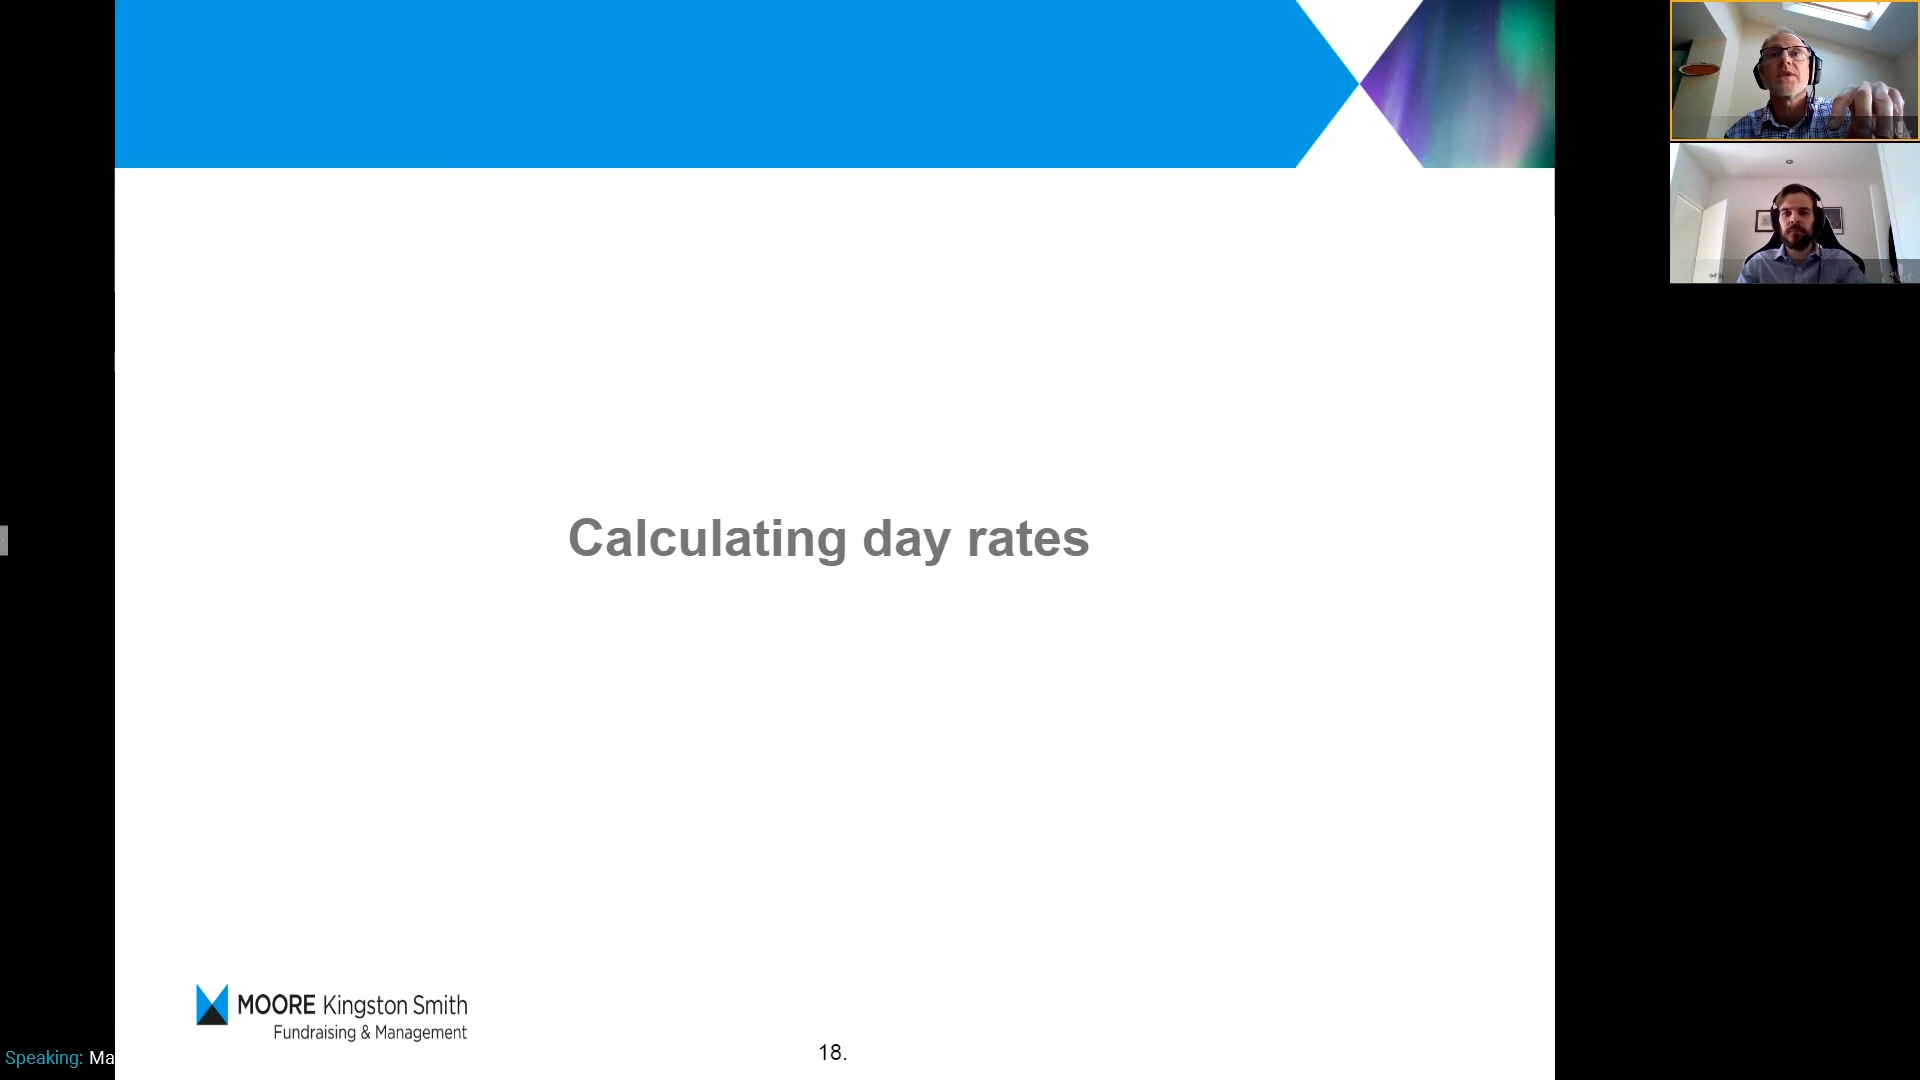 Calculating day rates
MOORE Kingston Smith
Fundraising & Management
18.
Speaking: Ma